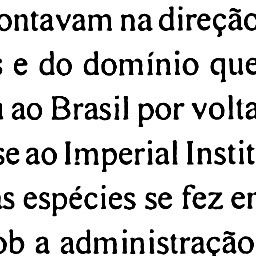 ontavam na direção
s e do domínio que
ao Brasil por volta
se ao Imperial Instit
as espécies se fez en
ob a administração